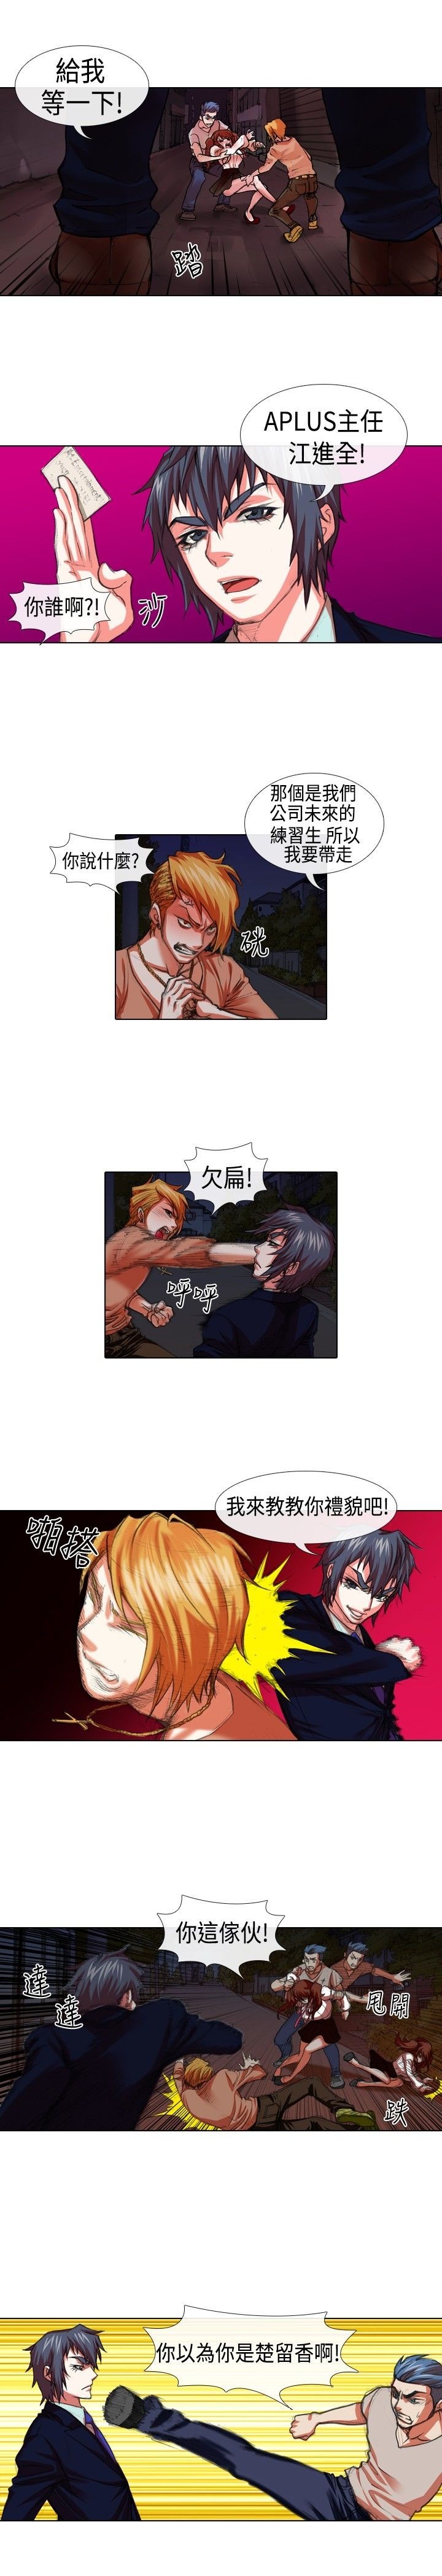 給我
等一下!
踏
APLUS主任
江進全!
你誰啊?!
沙
那個是我們
公司未來的
練習生 所以
我要帶走
你說什麼?
硄
欠扁!
呼呼
我來教教你禮貌吧!
啪搭
你這傢伙!
達
達
甩開
跌
你以為你是楚留香啊!